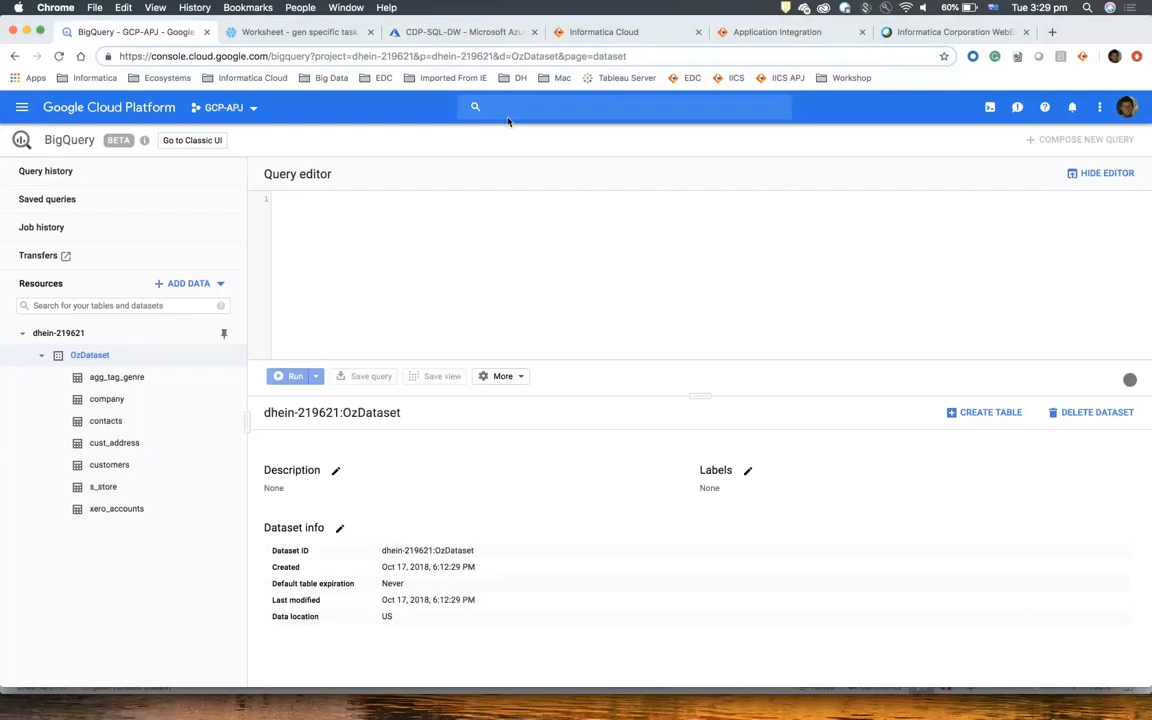 Chrome File Edit View History Bookmarks People Window Help 60% Tue 3:29 pm
BigQuery - GCP-APJ - Google Worksheet - gen specific task CDP-SQL-DW - Microsoft Azu Informatica Cloud Application Integration Informatica Corporation WebE
https://console.cloud.google.com/bigquery?project=dhein-219621&p=dhein-219621&d=OzDataset&page=dataset
Apps Informatica Ecosystems Informatica Cloud Big Data EDC Imported From IE DH Mac Tableau Server EDC IICS IICS APJ Workshop
Google Cloud Platform GCP-APJ
BigQuery BETA Go to Classic UI COMPOSE NEW QUERY
Query history
Saved queries
Job history
Transfers
Resources ADD DATA
Search for your tables and datasets
dhein-219621
OzDataset
agg_tag_genre
company
contacts
cust_address
customers
s_store
xero_accounts
Query editor HIDE EDITOR
1
Run Save query Save view More
dhein-219621:OzDataset CREATE TABLE DELETE DATASET
Description Labels
None None
Dataset info
Dataset ID dhein-219621:OzDataset
Created Oct 17, 2018, 6:12:29 PM
Default table expiration Never
Last modified Oct 17, 2018, 6:12:29 PM
Data location US